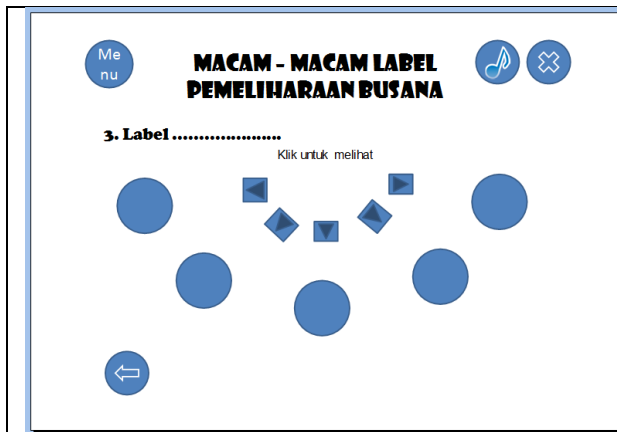 Me
nu
MACAM - MACAM LABEL
PEMELIHARAAN BUSANA
3. Label .....................
Klik untuk melihat